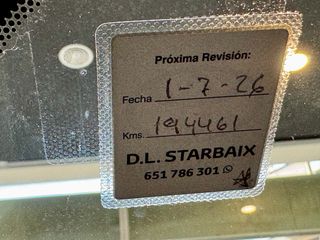 Próxima Revisión:
Fecha 1-7-26
Kms. 194461
D.L. STARBAIX
651 786 301